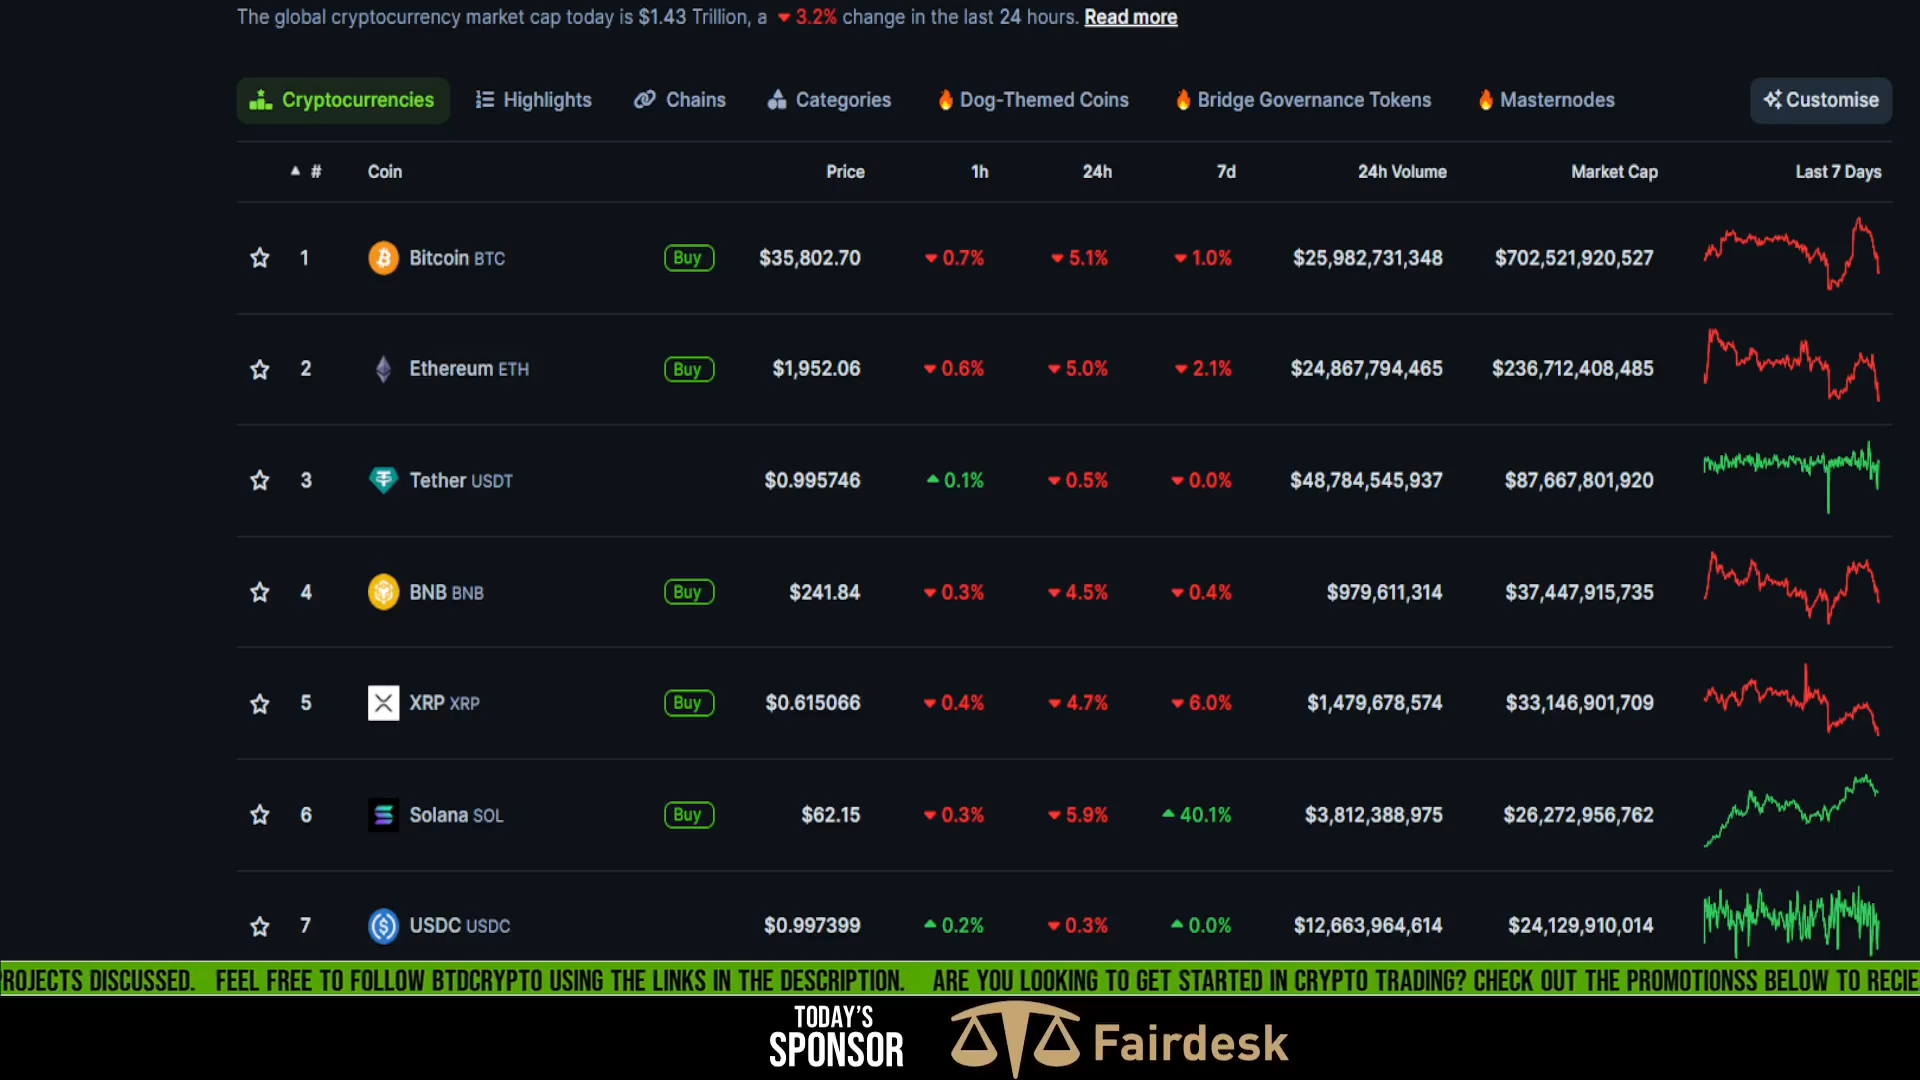 The global cryptocurrency market cap today is $1.43 Trillion, a 3.2% change in the last 24 hours. Read more
Cryptocurrencies Highlights Chains Categories Dog-Themed Coins Bridge Governance Tokens Masternodes Customise
# Coin Price 1h 24h 7d 24h Volume Market Cap Last 7 Days
1 Bitcoin BTC Buy $35,802.70 0.7% 5.1% 1.0% $25,982,731,348 $702,521,920,527
2 Ethereum ETH Buy $1,952.06 0.6% 5.0% 2.1% $24,867,794,465 $236,712,408,485
3 Tether USDT $0.995746 0.1% 0.5% 0.0% $48,784,545,937 $87,667,801,920
4 BNB BNB Buy $241.84 0.3% 4.5% 0.4% $979,611,314 $37,447,915,735
5 XRP XRP Buy $0.615066 0.4% 4.7% 6.0% $1,479,678,574 $33,146,901,709
6 Solana SOL Buy $62.15 0.3% 5.9% 40.1% $3,812,388,975 $26,272,956,762
7 USDC USDC $0.997399 0.2% 0.3% 0.0% $12,663,964,614 $24,129,910,014
ROJECTS DISCUSSED. FEEL FREE TO FOLLOW BTDCRYPTO USING THE LINKS IN THE DESCRIPTION. ARE YOU LOOKING TO GET STARTED IN CRYPTO TRADING? CHECK OUT THE PROMOTIONSS BELOW TO RECIE
TODAY'S
SPONSOR
Fairdesk